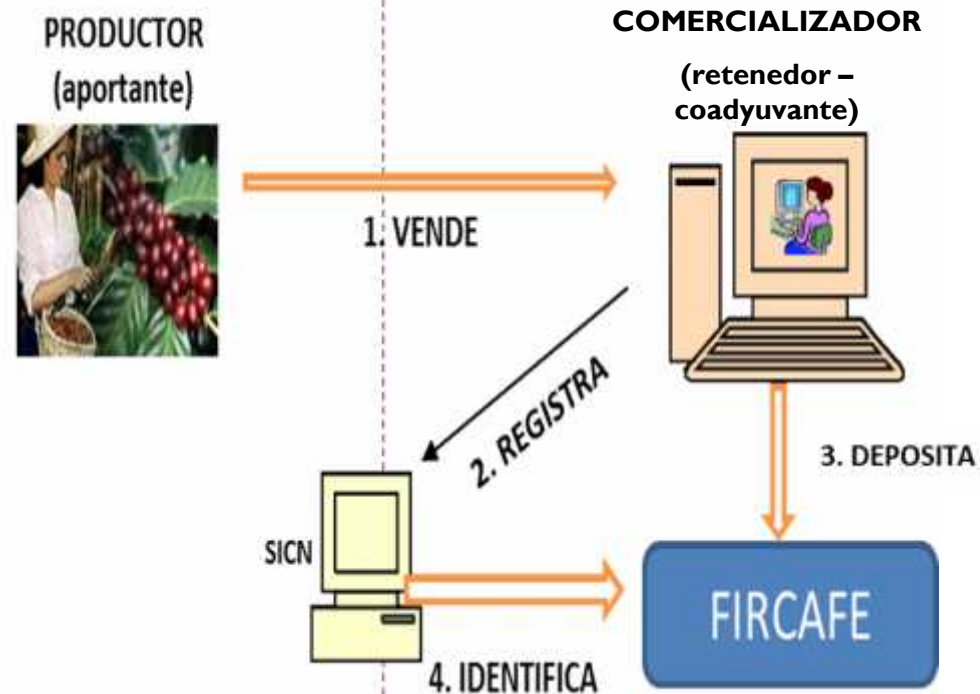 PRODUCTOR
(aportante)
COMERCIALIZADOR
(retenedor –
coadyuvante)
1. VENDE
2. REGISTRA
3. DEPOSITA
SICN
FIRCAFE
4. IDENTIFICA